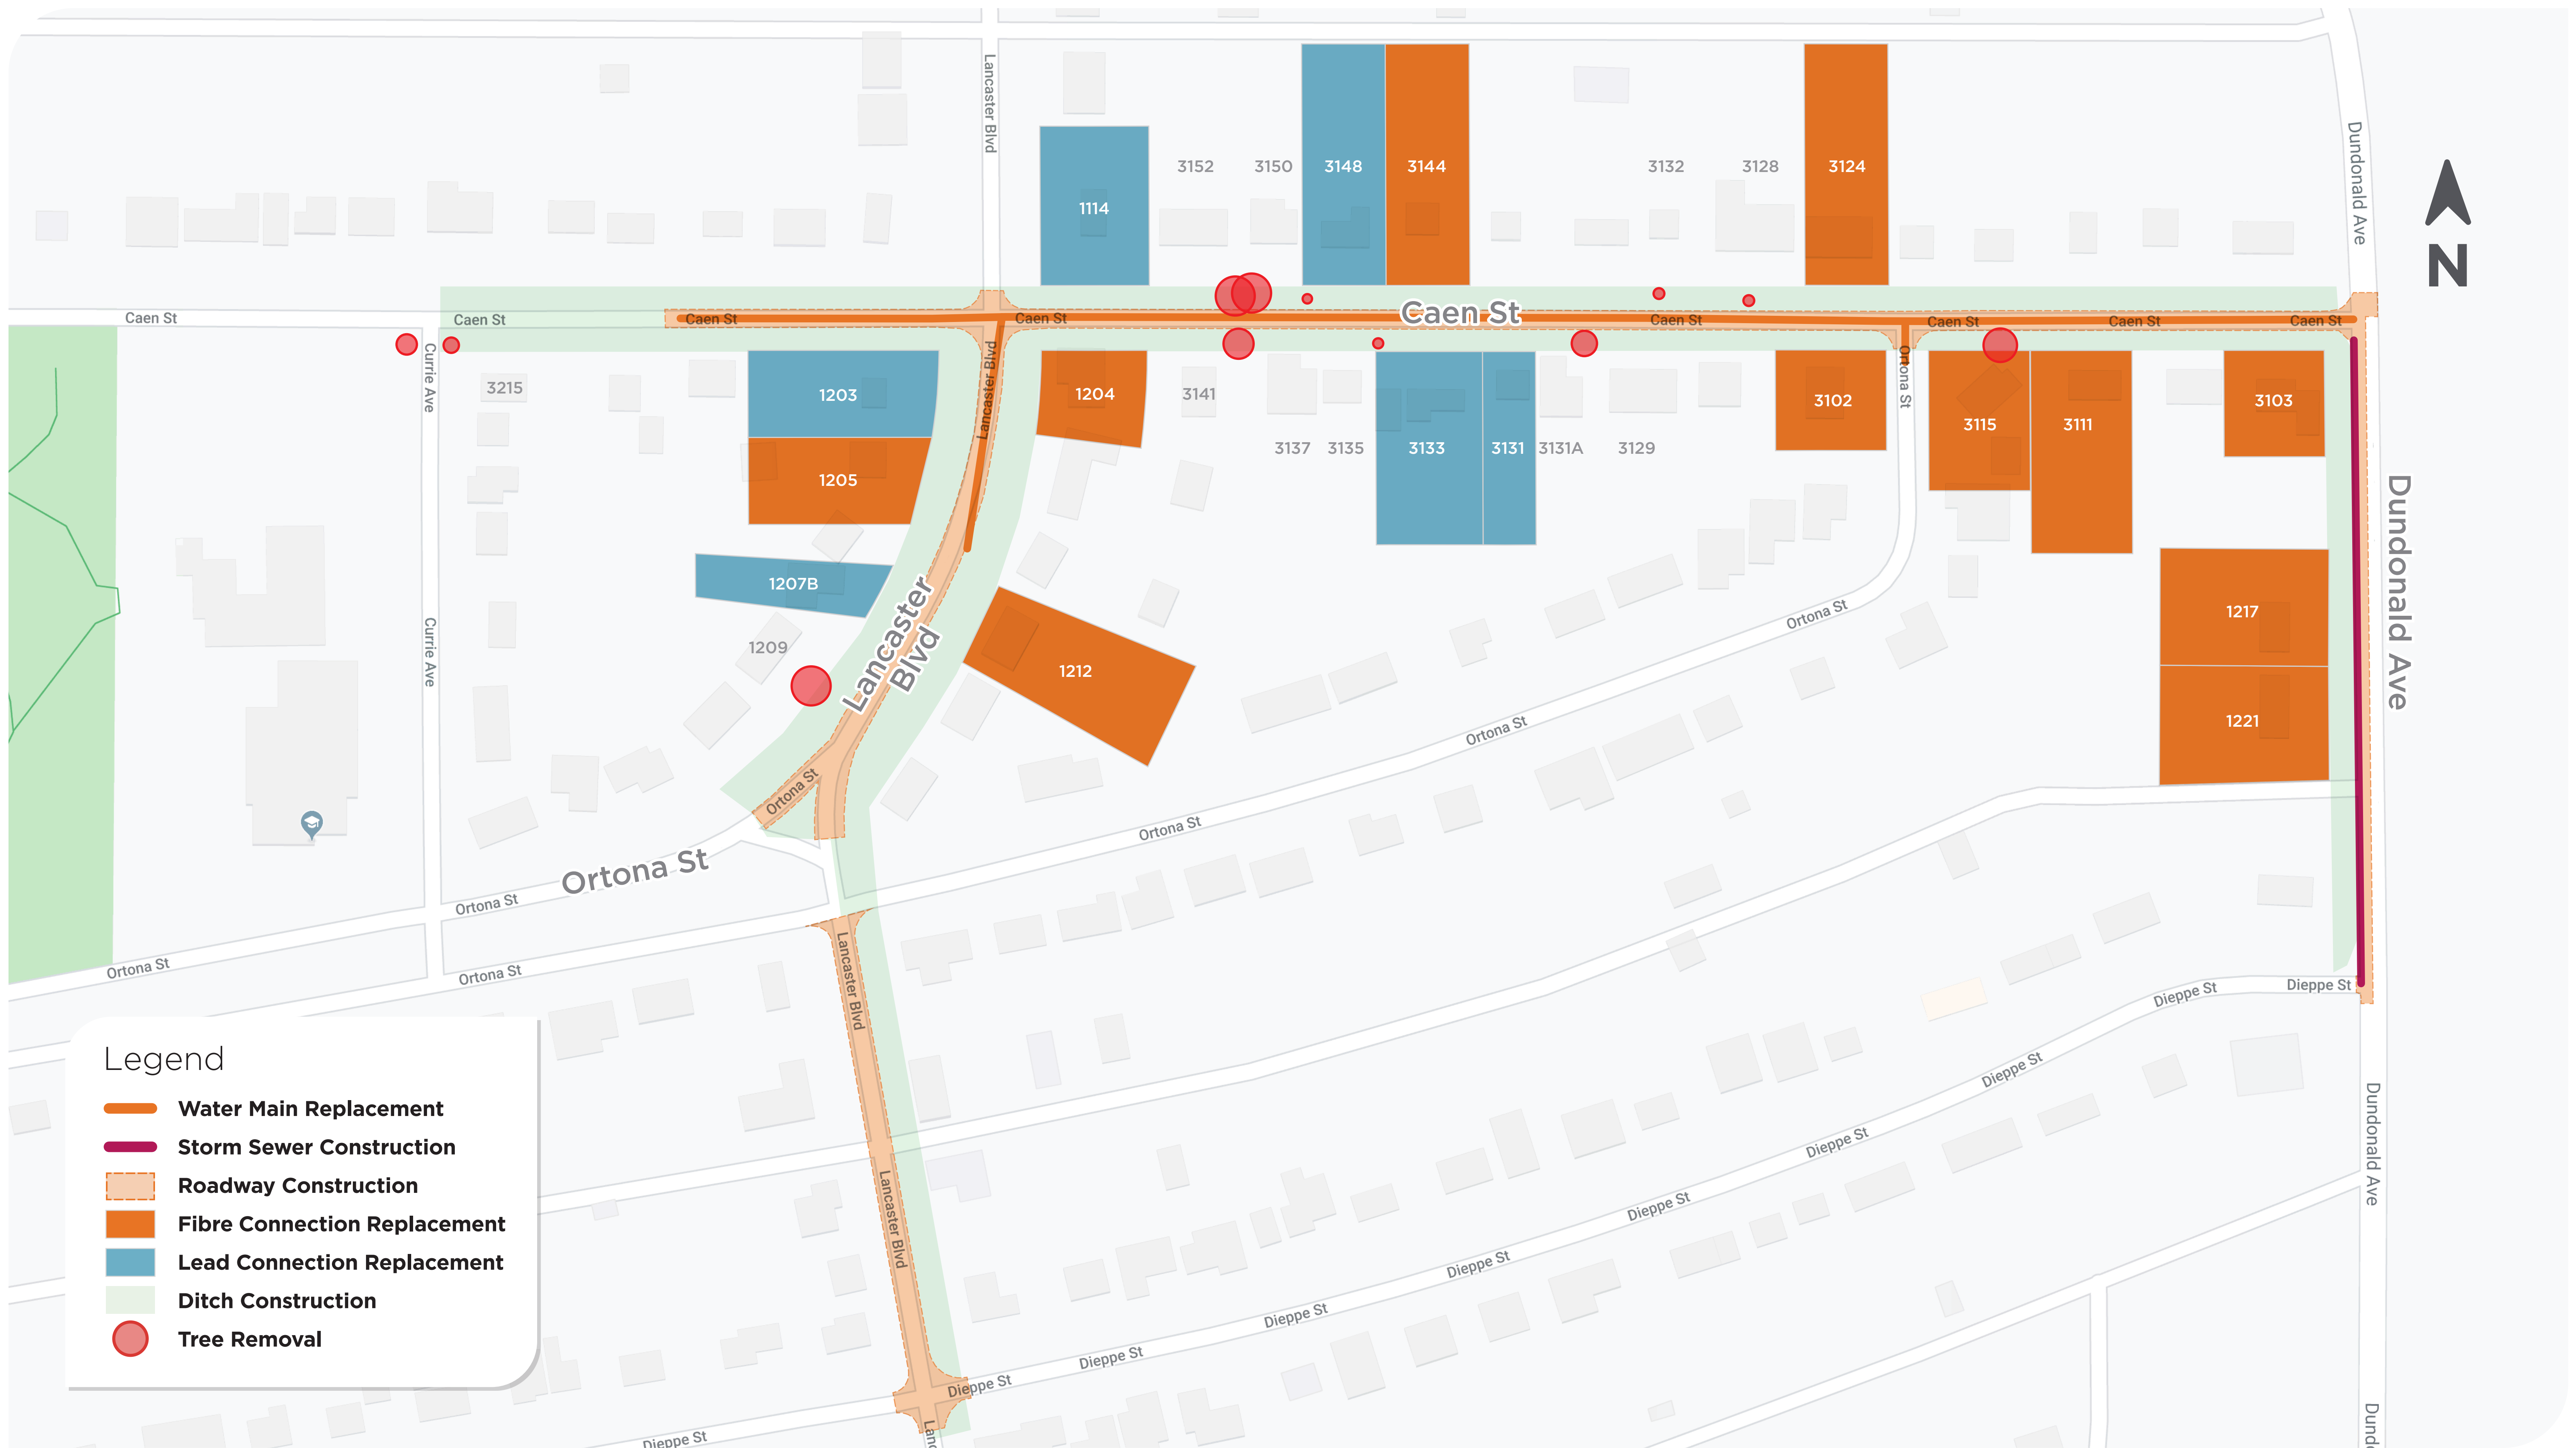 Lancaster Blvd
Dundonald Ave
3152
3150
3148
3144
3132
3128
3124
1114
N
Caen St
Caen St
Caen St
Caen St
Caen St
Caen St
Caen St
Caen St
Caen St
Currie Ave
3215
1203
1205
1207B
1209
Lancaster Blvd
Lancaster
Blvd
1204
3141
3137
3135
3133
3131
3131A
3129
1212
3102
Ortona St
3115
3111
3103
Dundonald Ave
1217
1221
Currie Ave
Ortona St
Ortona St
Ortona St
Ortona St
Ortona St
Ortona St
Ortona St
Ortona St
Lancaster Blvd
Lancaster Blvd
Lanc
Dieppe St
Dieppe St
Dieppe St
Dieppe St
Dieppe St
Dieppe St
Dieppe St
Dieppe St
Dieppe St
Dieppe St
Dundonald Ave
Dund
Legend
Water Main Replacement
Storm Sewer Construction
Roadway Construction
Fibre Connection Replacement
Lead Connection Replacement
Ditch Construction
Tree Removal